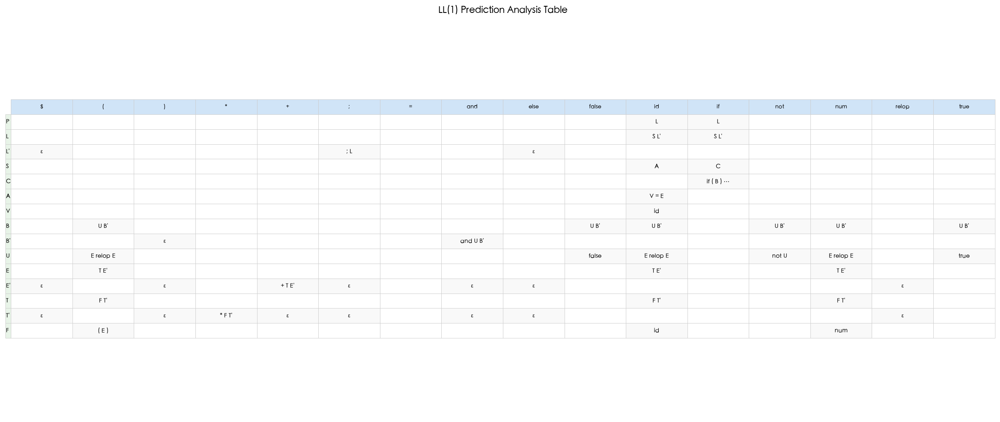 LL(1) Prediction Analysis Table
$ ( ) * + ; = and else false id if not num relop true
P L L
L S L' S L'
L' ε ; L ε
S A C
C if ( B ) ⋯
A V = E
V id
B U B' U B' U B' U B' U B' U B'
B' ε and U B'
U E relop E false E relop E not U E relop E true
E T E' T E' T E'
E' ε ε + T E' ε ε ε ε
T F T' F T' F T'
T' ε ε * F T' ε ε ε ε ε
F ( E ) id num